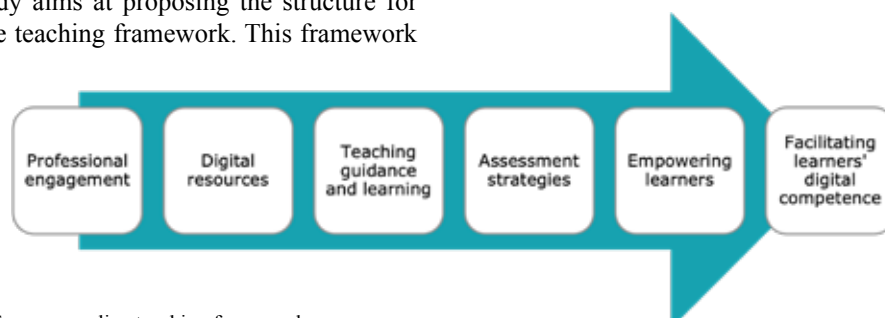 dy aims at proposing the structure for
e teaching framework. This framework
Professional
engagement
Digital
resources
Teaching
guidance
and learning
Assessment
strategies
Empowering
learners
Facilitating
learners'
digital
competence